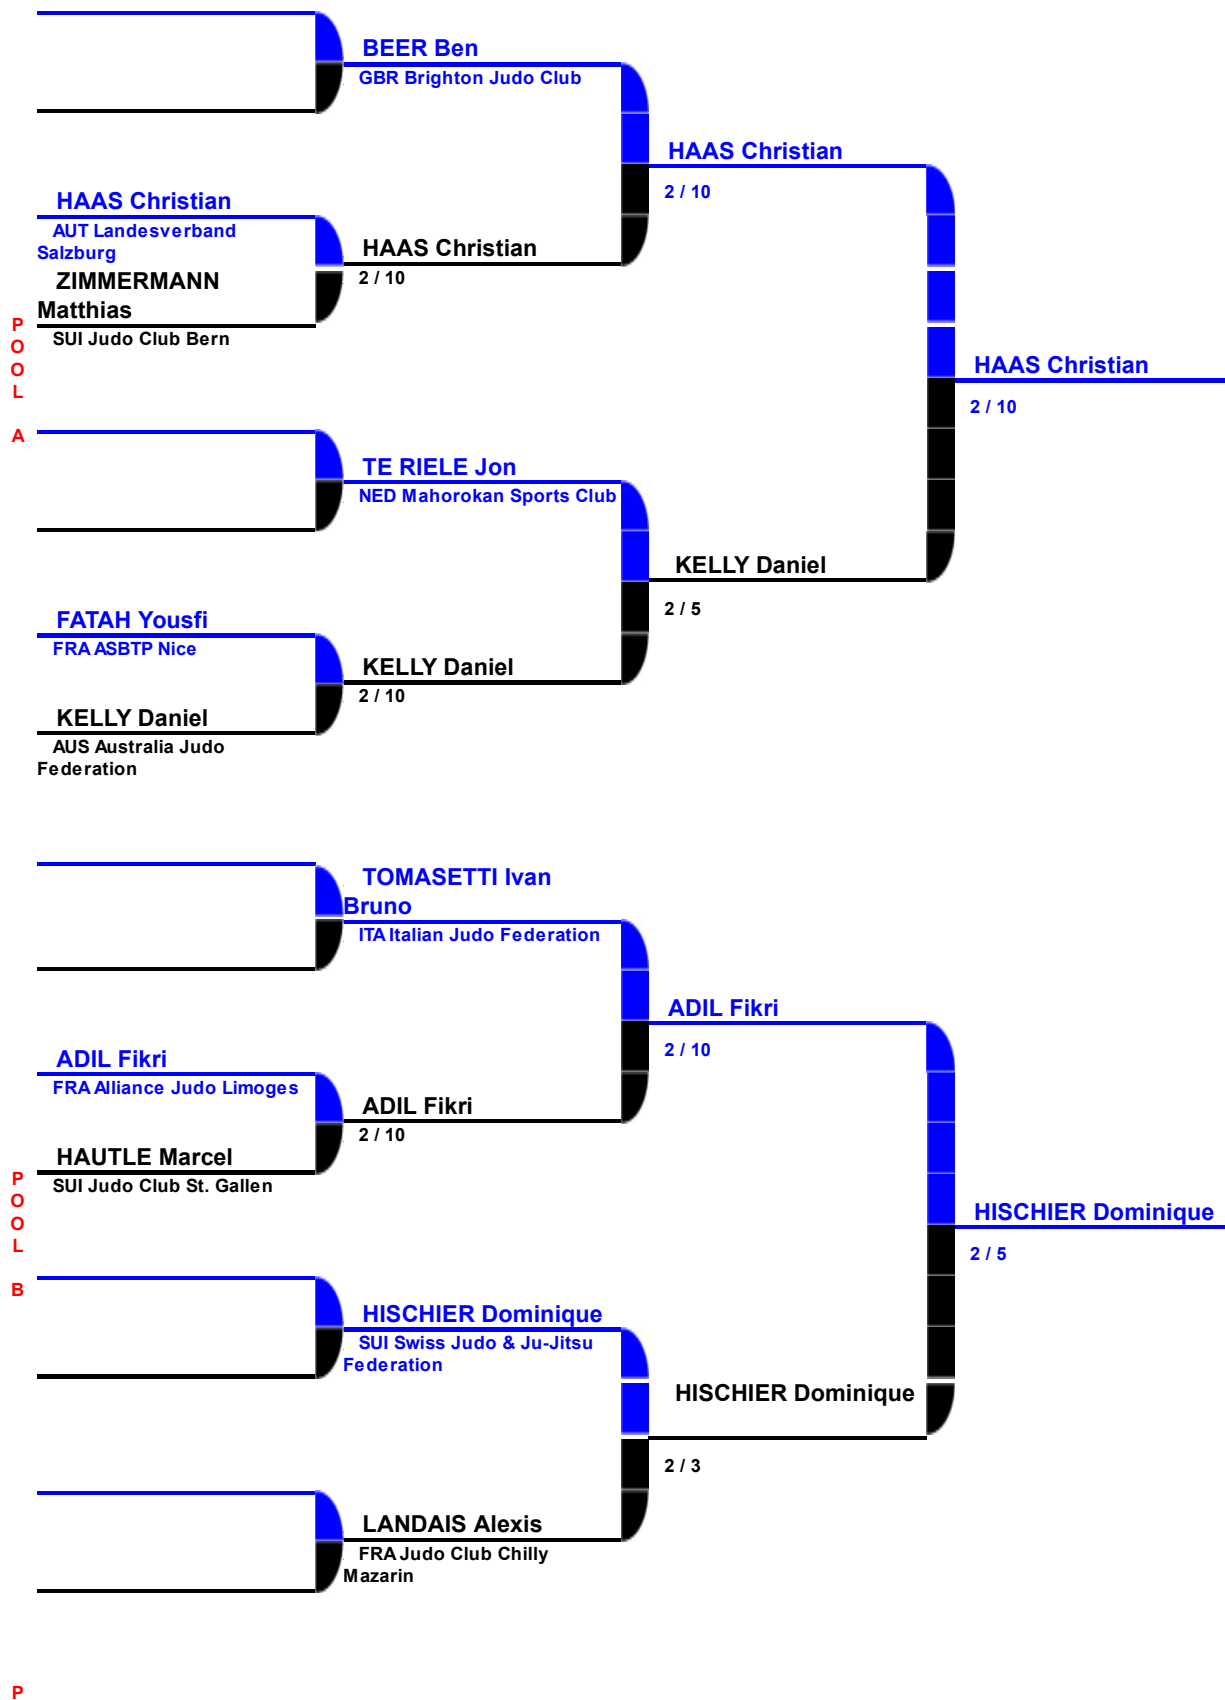 BEER Ben
GBR Brighton Judo Club
HAAS Christian
2 / 10
HAAS Christian
AUT Landesverband
Salzburg
HAAS Christian
2 / 10
ZIMMERMANN
Matthias
SUI Judo Club Bern
P
O
O
L
A
HAAS Christian
2 / 10
TE RIELE Jon
NED Mahorokan Sports Club
KELLY Daniel
2 / 5
FATAH Yousfi
FRA ASBTP Nice
KELLY Daniel
2 / 10
KELLY Daniel
AUS Australia Judo
Federation
TOMASETTI Ivan
Bruno
ITA Italian Judo Federation
ADIL Fikri
2 / 10
ADIL Fikri
FRA Alliance Judo Limoges
ADIL Fikri
2 / 10
HAUTLE Marcel
SUI Judo Club St. Gallen
P
O
O
L
B
HISCHIER Dominique
2 / 5
HISCHIER Dominique
SUI Swiss Judo & Ju-Jitsu
Federation
HISCHIER Dominique
2 / 3
LANDAIS Alexis
FRA Judo Club Chilly
Mazarin
P